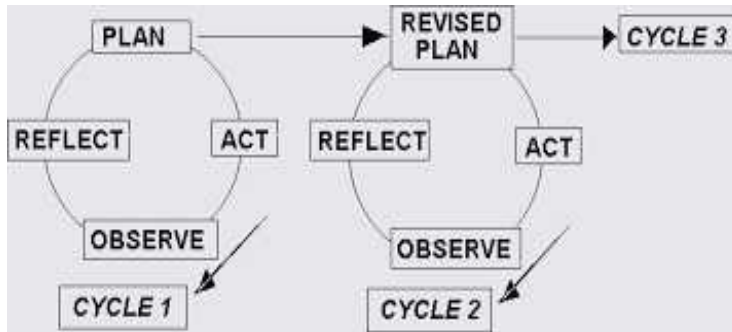 PLAN
REVISED
PLAN
CYCLE 3
REFLECT
ACT
REFLECT
ACT
OBSERVE
OBSERVE
CYCLE 1
CYCLE 2